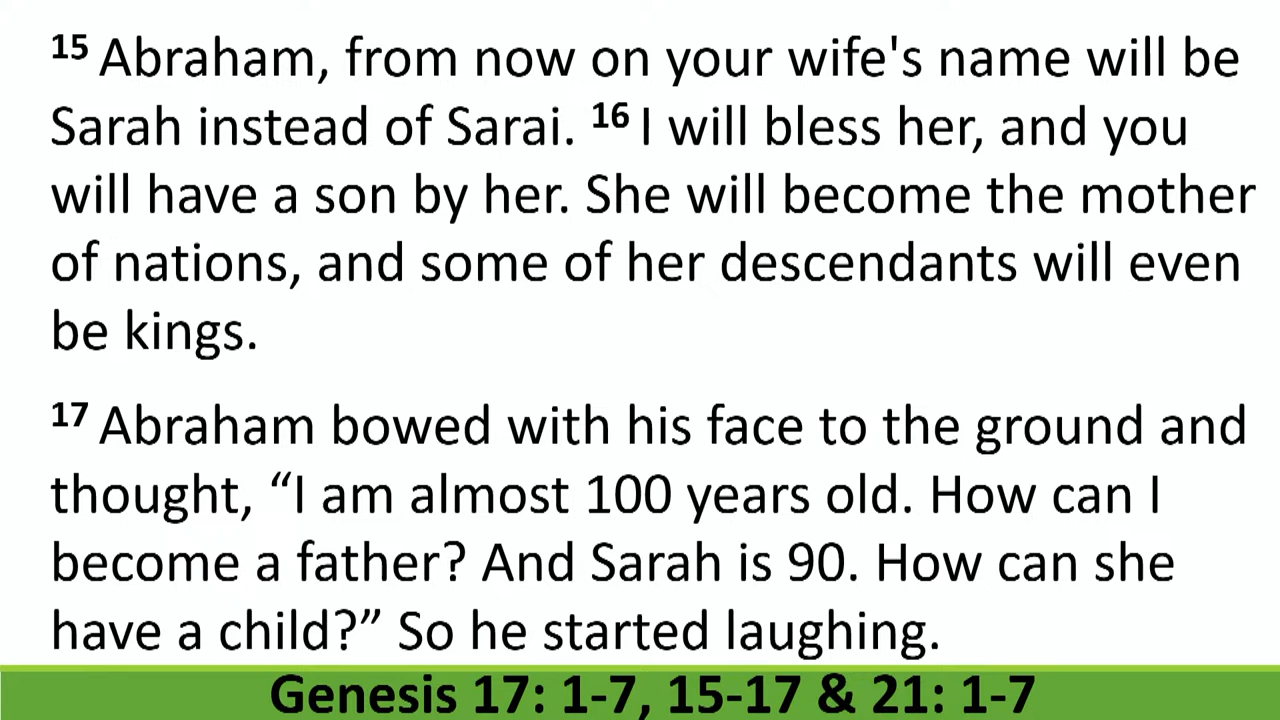 15 Abraham, from now on your wife's name will be
Sarah instead of Sarai. 16 I will bless her, and you
will have a son by her. She will become the mother
of nations, and some of her descendants will even
be kings.
17 Abraham bowed with his face to the ground and
thought, “I am almost 100 years old. How can I
become a father? And Sarah is 90. How can she
have a child?” So he started laughing.
Genesis 17: 1-7, 15-17 & 21: 1-7